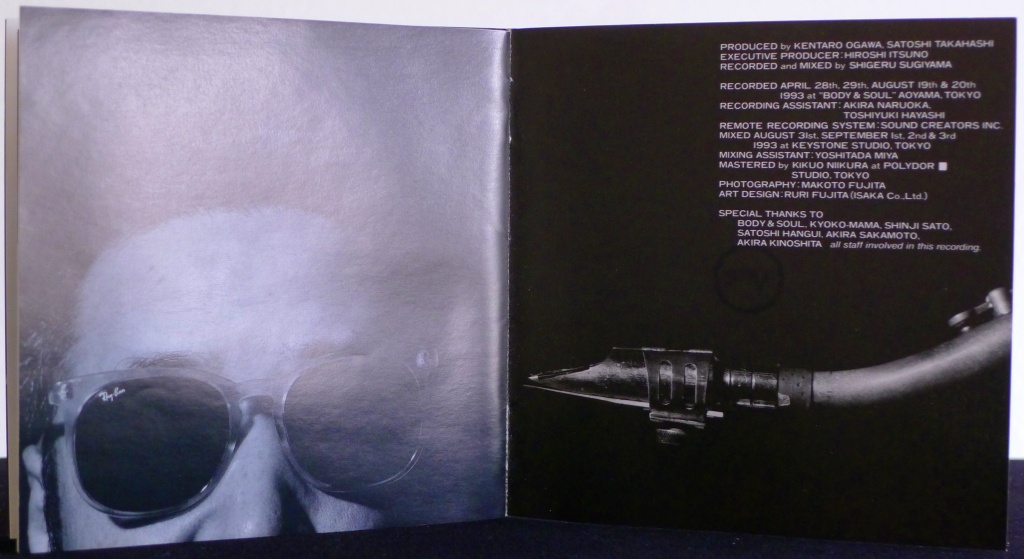 Ray-Ban
PRODUCED by KENTARO OGAWA, SATOSHI TAKAHASHI
EXECUTIVE PRODUCER: HIROSHI ITSUNO
RECORDED and MIXED by SHIGERU SUGIYAMA
RECORDED APRIL 28th, 29th, AUGUST 19th & 20th
1993 at "BODY & SOUL" AOYAMA, TOKYO
RECORDING ASSISTANT: AKIRA NARUOKA,
TOSHIYUKI HAYASHI
REMOTE RECORDING SYSTEM: SOUND CREATORS INC.
MIXED AUGUST 31st, SEPTEMBER 1st, 2nd & 3rd
1993 at KEYSTONE STUDIO, TOKYO
MIXING ASSISTANT: YOSHITADA MIYA
MASTERED by KIKUO NIIKURA at POLYDOR
STUDIO, TOKYO
PHOTOGRAPHY: MAKOTO FUJITA
ART DESIGN: RURI FUJITA (ISAKA Co.,Ltd.)
SPECIAL THANKS TO
BODY & SOUL, KYOKO-MAMA, SHINJI SATO,
SATOSHI HANGUI, AKIRA SAKAMOTO,
AKIRA KINOSHITA all staff involved in this recording.